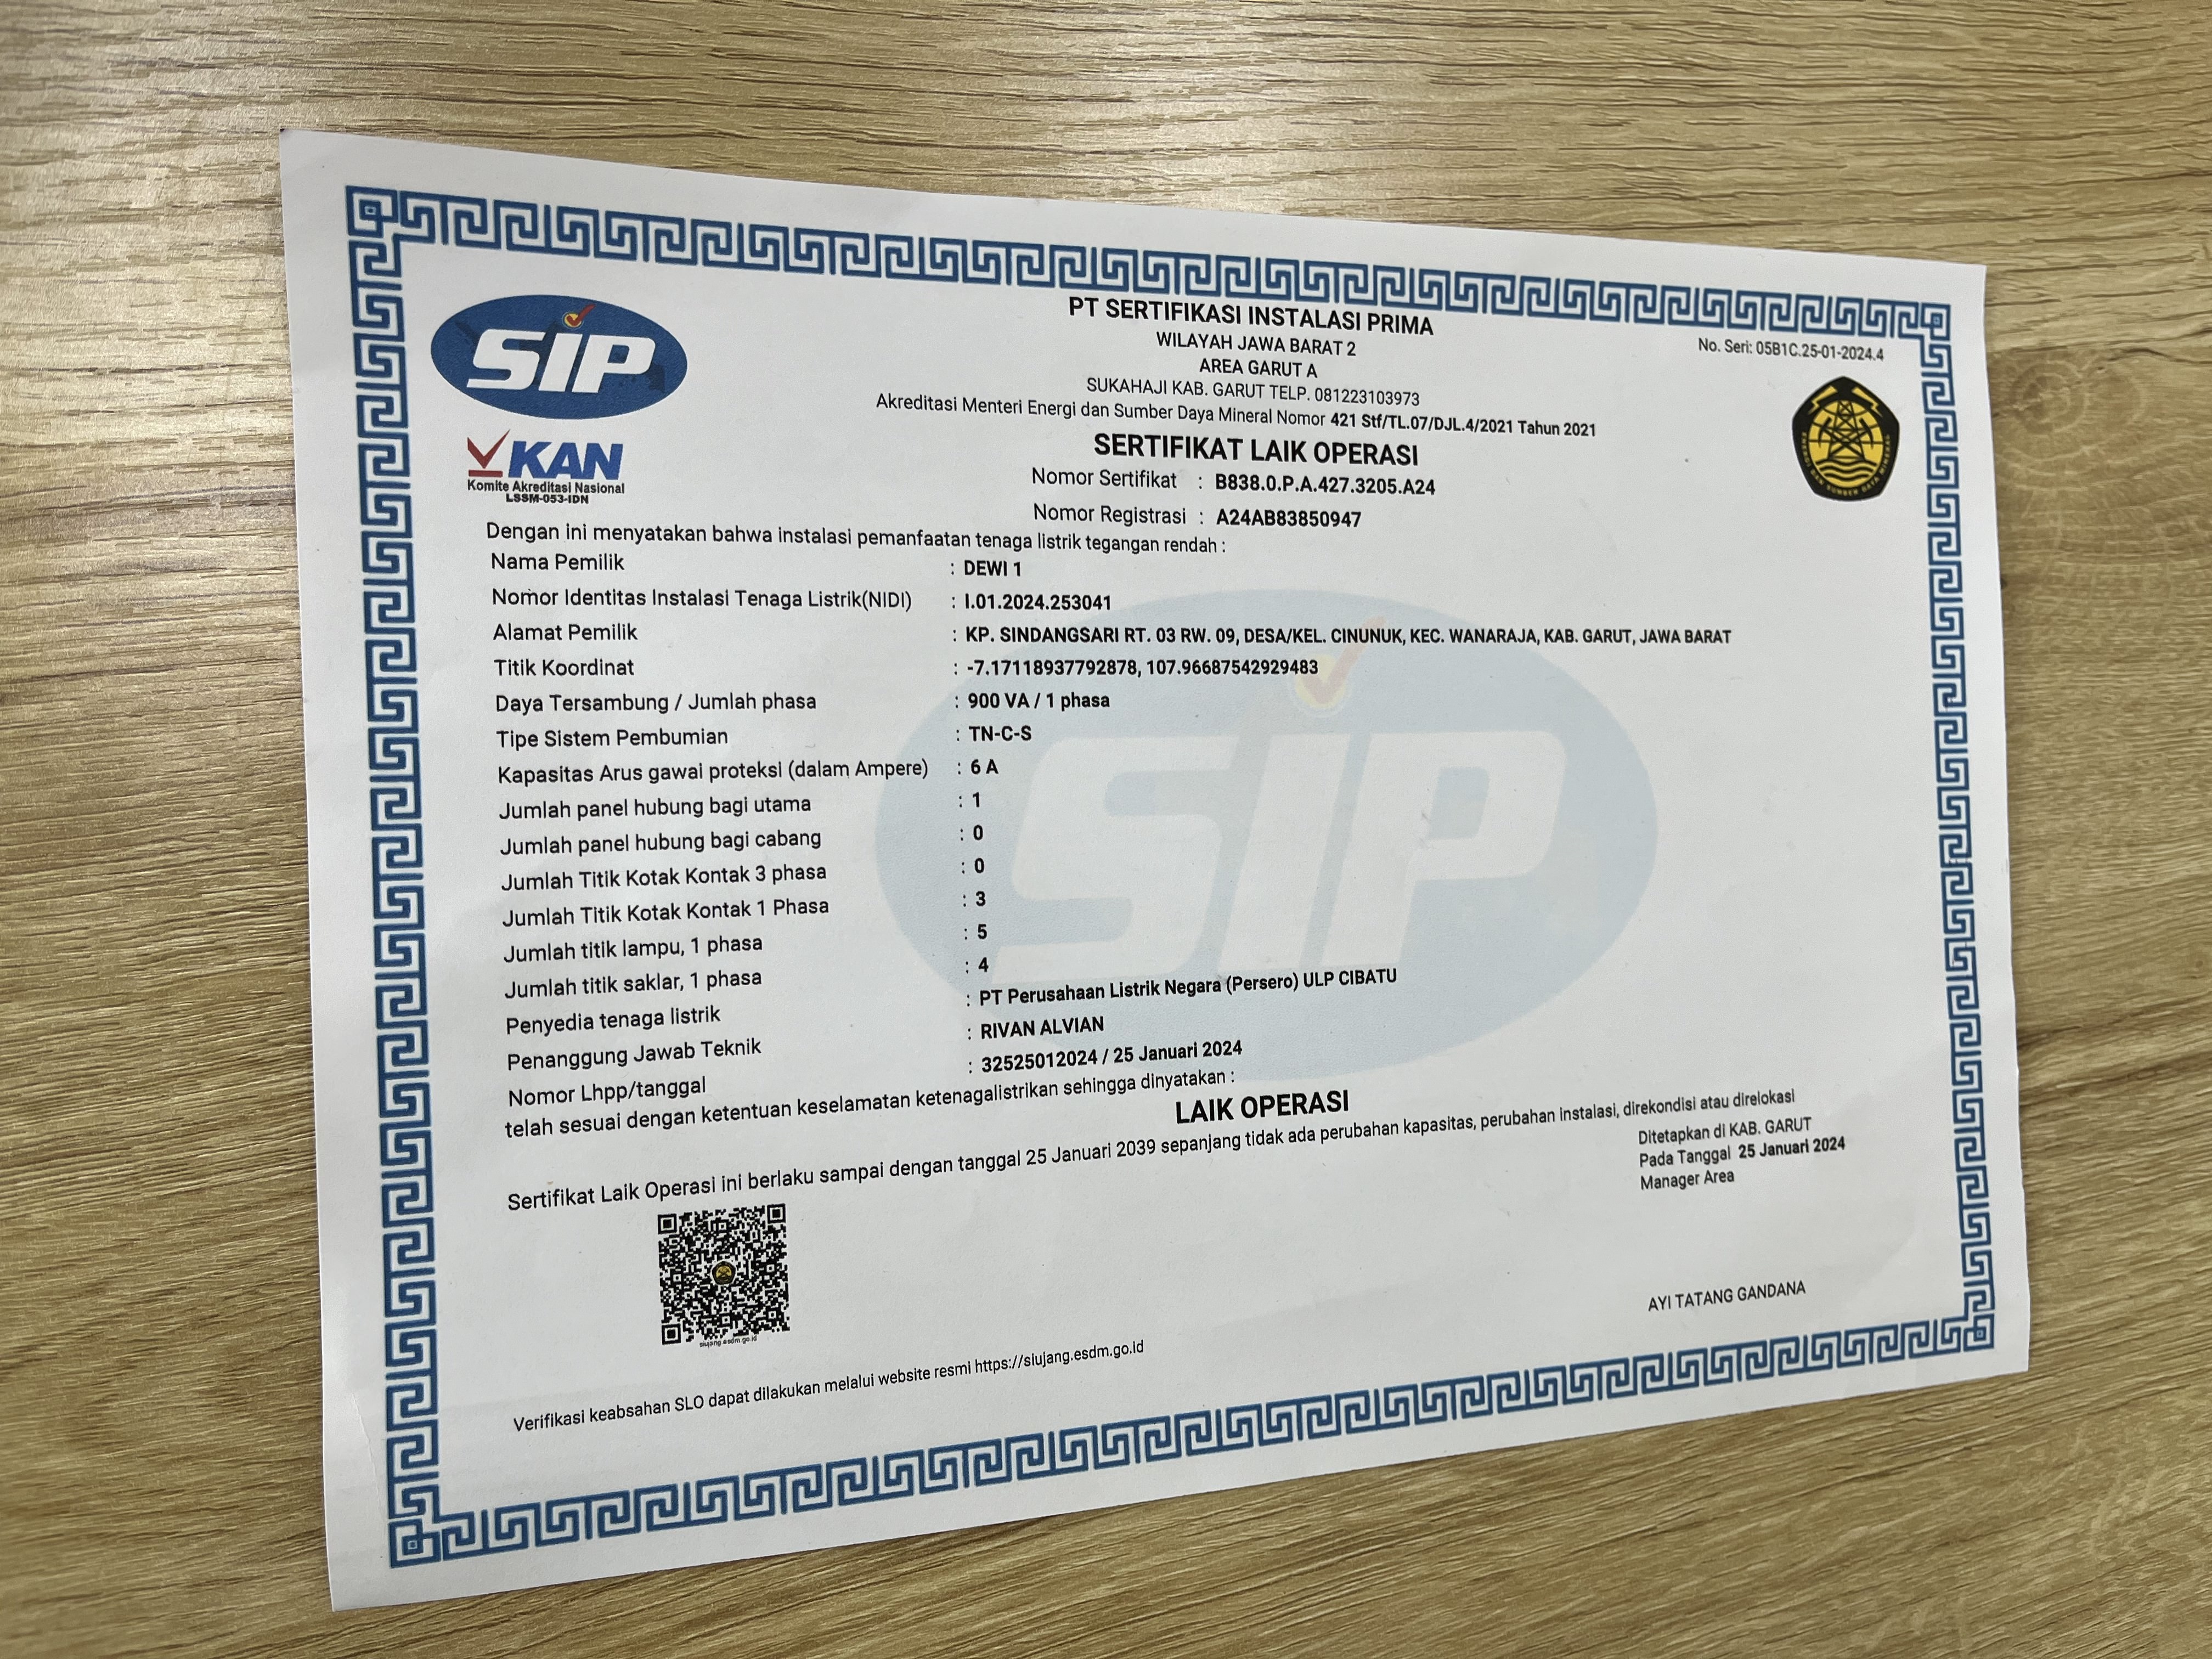 SIP
PT SERTIFIKASI INSTALASI PRIMA
WILAYAH JAWA BARAT 2
AREA GARUT A
SUKAHAJI KAB. GARUT TELP. 081223103973
Akreditasi Menteri Energi dan Sumber Daya Mineral Nomor 421 Stf/TL.07/DJL.4/2021 Tahun 2021
No. Seri: 05B1C.25-01-2024.4
KAN
Komite Akreditasi Nasional
LSSM-053-IDN
ENERGI DAN SUMBER DAYA MINERAL
SERTIFIKAT LAIK OPERASI
Nomor Sertifikat : B838.0.P.A.427.3205.A24
Nomor Registrasi : A24AB83850947
Dengan ini menyatakan bahwa instalasi pemanfaatan tenaga listrik tegangan rendah :
Nama Pemilik : DEWI 1
Nomor Identitas Instalasi Tenaga Listrik(NIDI) : I.01.2024.253041
Alamat Pemilik : KP. SINDANGSARI RT. 03 RW. 09, DESA/KEL. CINUNUK, KEC. WANARAJA, KAB. GARUT, JAWA BARAT
Titik Koordinat : -7.17118937792878, 107.96687542929483
Daya Tersambung / Jumlah phasa : 900 VA / 1 phasa
Tipe Sistem Pembumian : TN-C-S
Kapasitas Arus gawai proteksi (dalam Ampere) : 6 A
Jumlah panel hubung bagi utama : 1
Jumlah panel hubung bagi cabang : 0
Jumlah Titik Kotak Kontak 3 phasa : 0
Jumlah Titik Kotak Kontak 1 Phasa : 3
Jumlah titik lampu, 1 phasa : 5
Jumlah titik saklar, 1 phasa : 4
Penyedia tenaga listrik : PT Perusahaan Listrik Negara (Persero) ULP CIBATU
Penanggung Jawab Teknik : RIVAN ALVIAN
Nomor Lhpp/tanggal : 32525012024 / 25 Januari 2024
telah sesuai dengan ketentuan keselamatan ketenagalistrikan sehingga dinyatakan :
LAIK OPERASI
Sertifikat Laik Operasi ini berlaku sampai dengan tanggal 25 Januari 2039 sepanjang tidak ada perubahan kapasitas, perubahan instalasi, direkondisi atau direlokasi
Ditetapkan di KAB. GARUT
Pada Tanggal 25 Januari 2024
Manager Area
AYI TATANG GANDANA
siujang.esdm.go.id
Verifikasi keabsahan SLO dapat dilakukan melalui website resmi https://siujang.esdm.go.id
SIP